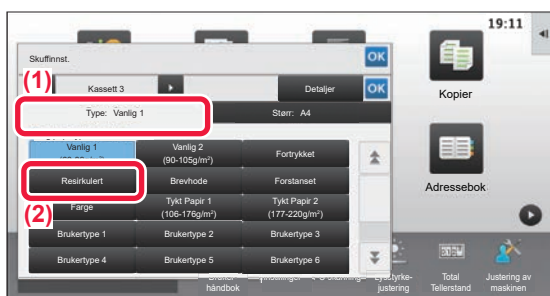 19:11
Skuffinnst.
OK
(1)
Kassett 3
Detaljer
OK
Type: Vanlig 1
Størr: A4
Kopier
Vanlig 1
Vanlig 2
(90-105g/m²)
Fortrykket
Resirkulert
Brevhode
Forstanset
Adressebok
(2)
Farge
Tykt Papir 1
(106-176g/m²)
Tykt Papir 2
(177-220g/m²)
Brukertype 1
Brukertype 2
Brukertype 3
Brukertype 4
Brukertype 5
Brukertype 6
håndbok
justering
Total
Tellerstand
Justering av
maskinen